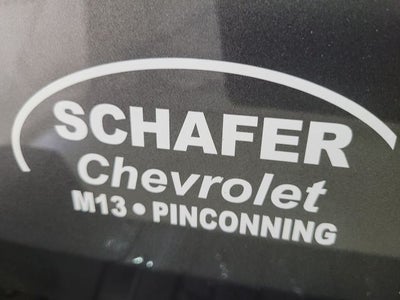 SCHAFER
Chevrolet
M13 • PINCONNING